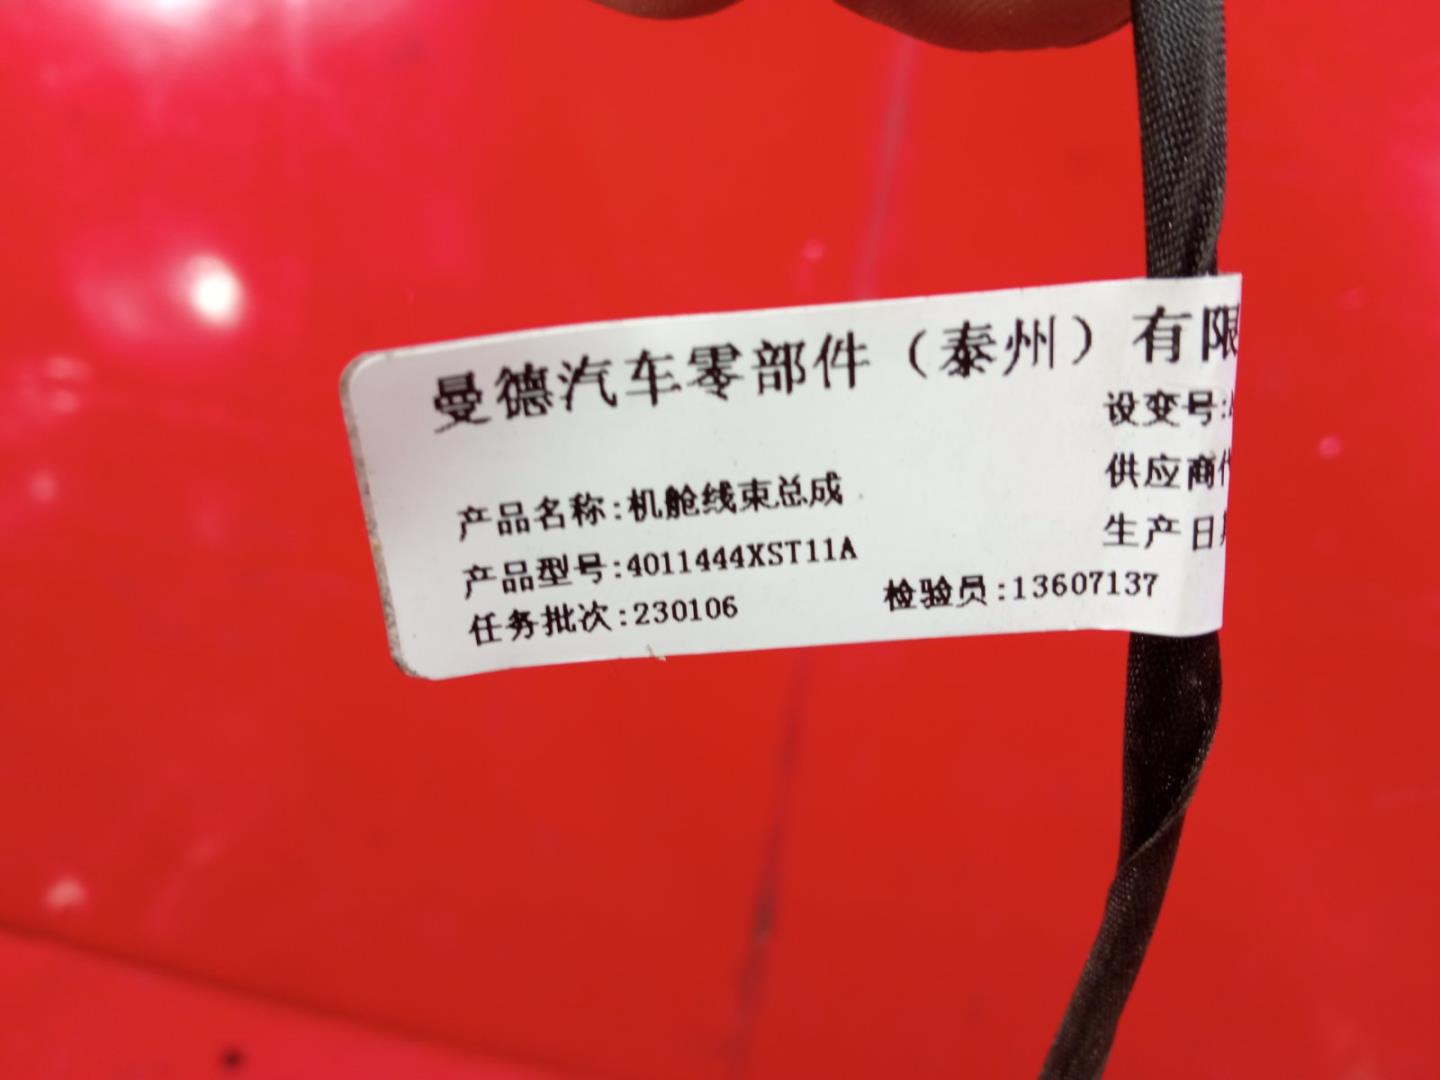 曼德汽车零部件（泰州）有限
设变号:
产品名称:机舱线束总成
供应商
产品型号:4011444XST11A
生产日
任务批次:230106 检验员:13607137